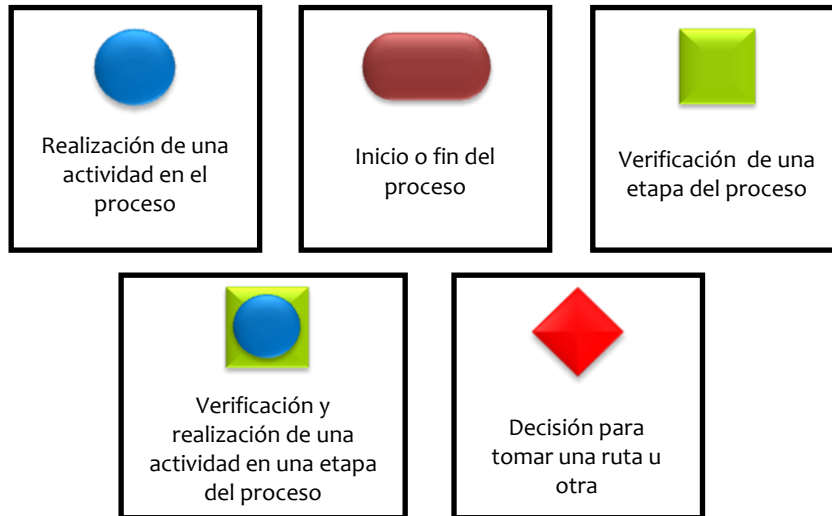 Realización de una
actividad en el
proceso
Inicio o fin del
proceso
Verificación de una
etapa del proceso
Verificación y
realización de una
actividad en una etapa
del proceso
Decisión para
tomar una ruta u
otra